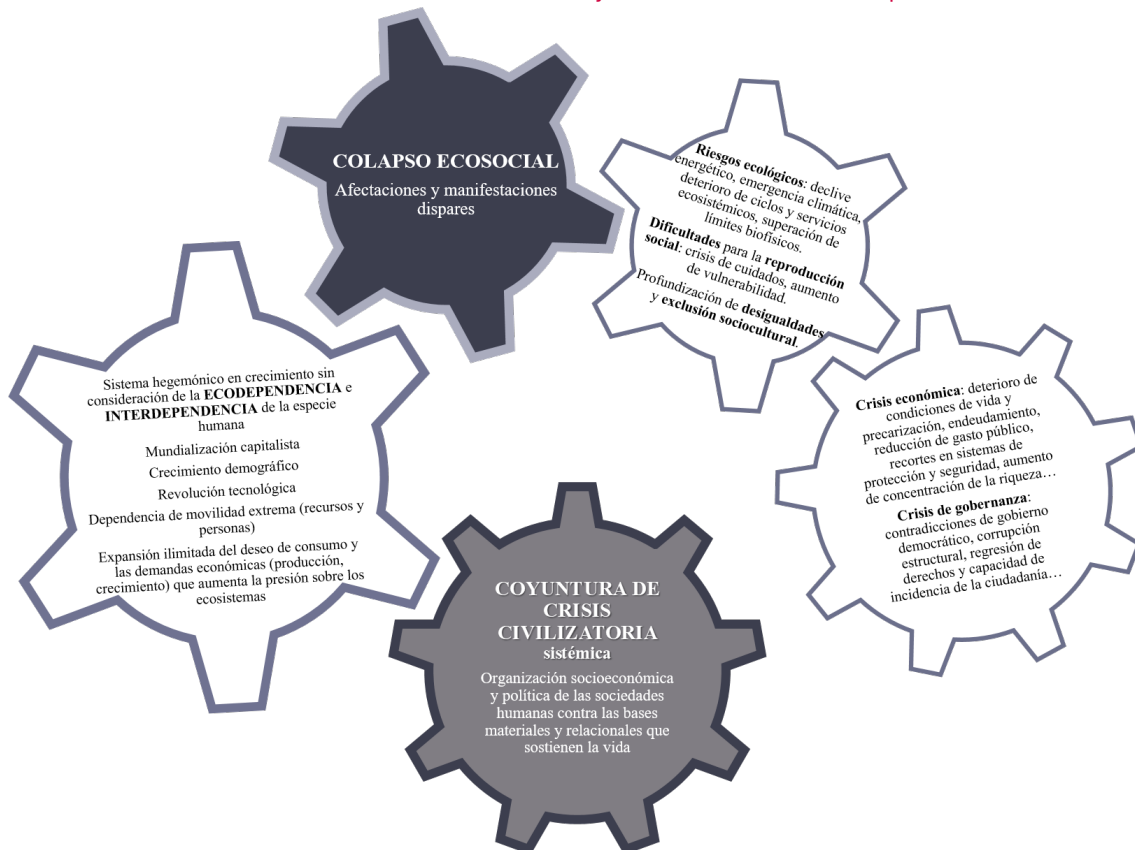 COLAPSO ECOSOCIAL
Afectaciones y manifestaciones
dispares
Riesgos ecológicos: declive
energético, emergencia climática,
deterioro de ciclos y servicios
ecosistémicos, superación de
límites biofísicos.
Dificultades para la reproducción
social: crisis de cuidados, aumento
de vulnerabilidad.
Profundización de desigualdades
y exclusión sociocultural.
Sistema hegemónico en crecimiento sin
consideración de la ECODEPENDENCIA e
INTERDEPENDENCIA de la especie
humana
Mundialización capitalista
Crecimiento demográfico
Revolución tecnológica
Dependencia de movilidad extrema (recursos y
personas)
Expansión ilimitada del deseo de consumo y
las demandas económicas (producción,
crecimiento) que aumenta la presión sobre los
ecosistemas
Crisis económica: deterioro de
condiciones de vida y
precarización, endeudamiento,
reducción de gasto público,
recortes en sistemas de
protección y seguridad, aumento
de concentración de la riqueza…
Crisis de gobernanza:
contradicciones de gobierno
democrático, corrupción
estructural, regresión de
derechos y capacidad de
incidencia de la ciudadanía…
COYUNTURA DE
CRISIS
CIVILIZATORIA
sistémica
Organización socioeconómica
y política de las sociedades
humanas contra las bases
materiales y relacionales que
sostienen la vida